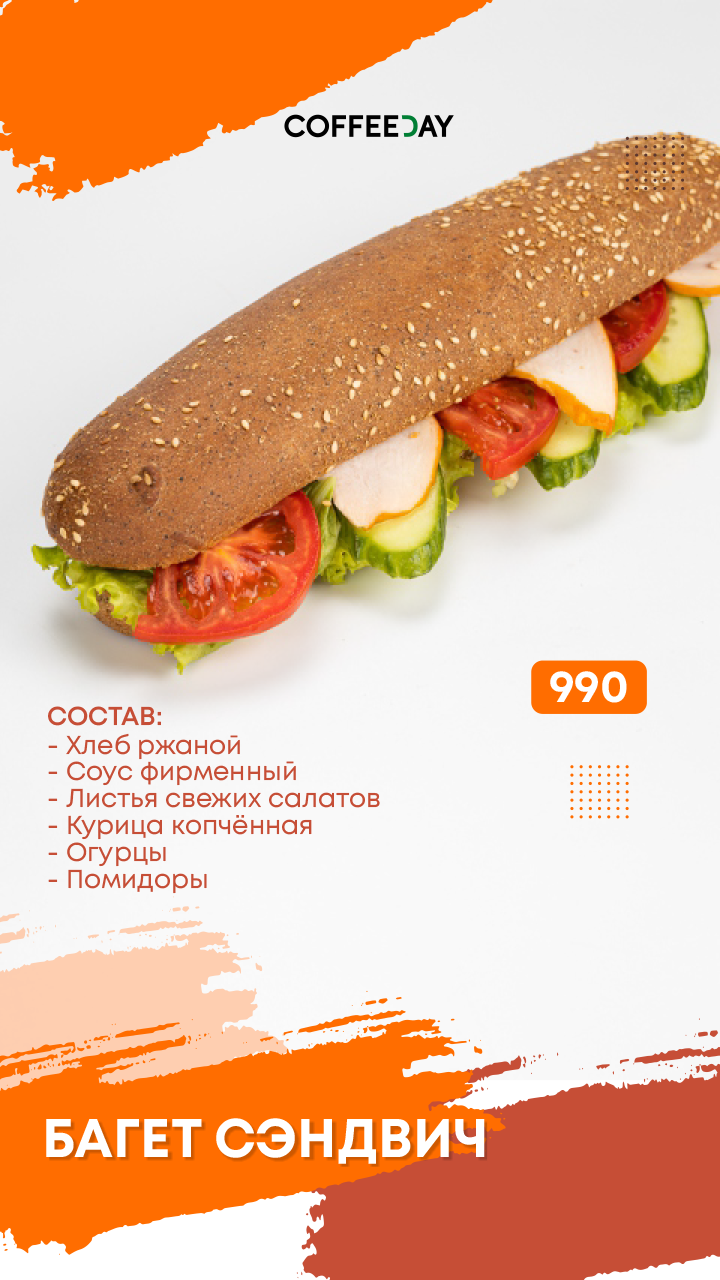 COFFEEDAY
990
СОСТАВ:
- Хлеб ржаной
- Соус фирменный
- Листья свежих салатов
- Курица копчённая
- Огурцы
- Помидоры
БАГЕТ СЭНДВИЧ